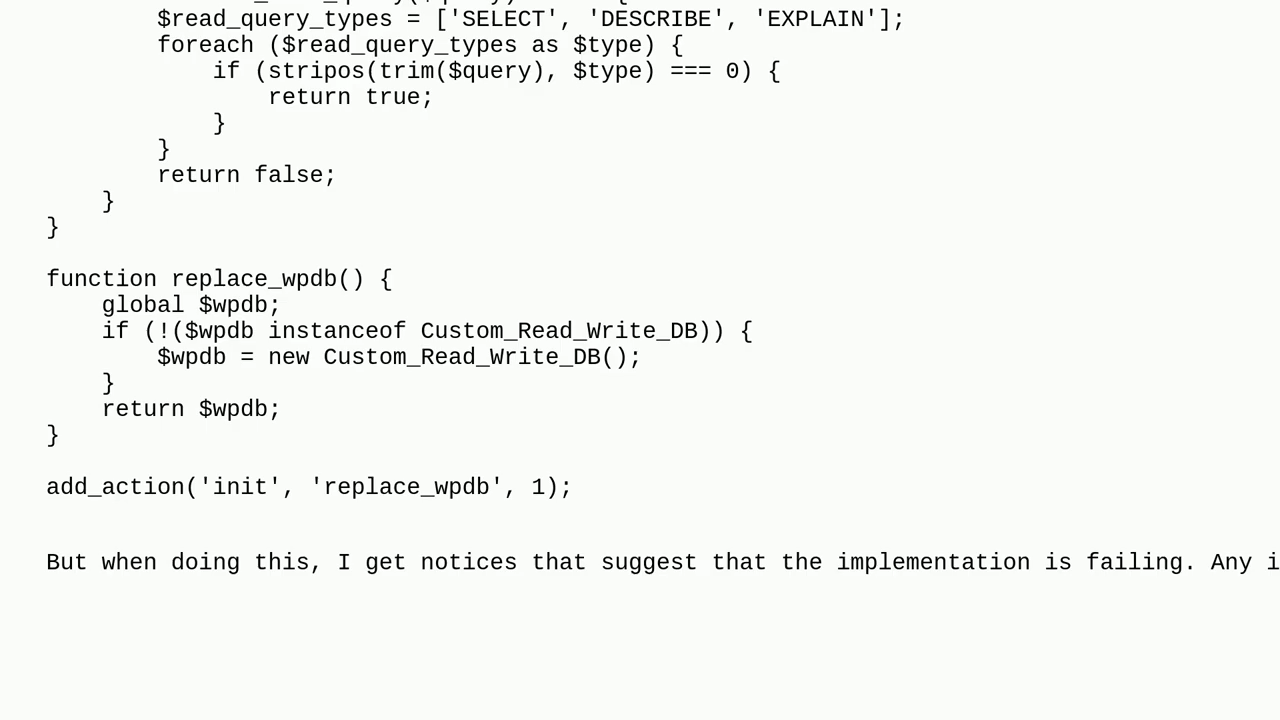 $read_query_types = ['SELECT', 'DESCRIBE', 'EXPLAIN'];
foreach ($read_query_types as $type) {
if (stripos(trim($query), $type) === 0) {
return true;
}
}
return false;
}
}
function replace_wpdb() {
global $wpdb;
if (!($wpdb instanceof Custom_Read_Write_DB)) {
$wpdb = new Custom_Read_Write_DB();
}
return $wpdb;
}
add_action('init', 'replace_wpdb', 1);
But when doing this, I get notices that suggest that the implementation is failing. Any i